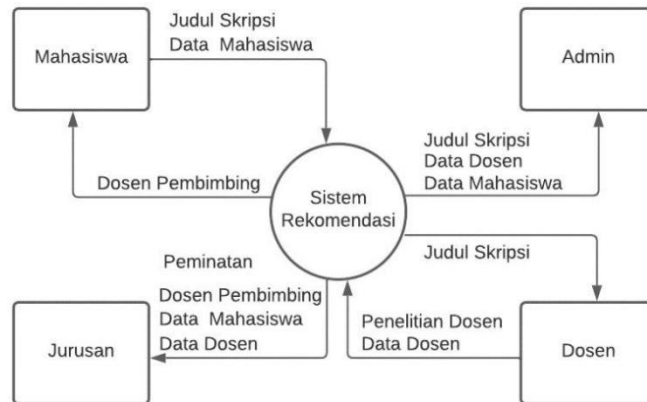 Judul Skripsi
Data Mahasiswa
Mahasiswa
Admin
Judul Skripsi
Data Dosen
Data Mahasiswa
Dosen Pembimbing
Sistem
Rekomendasi
Judul Skripsi
Peminatan
Dosen Pembimbing
Data Mahasiswa
Data Dosen
Penelitian Dosen
Data Dosen
Jurusan
Dosen